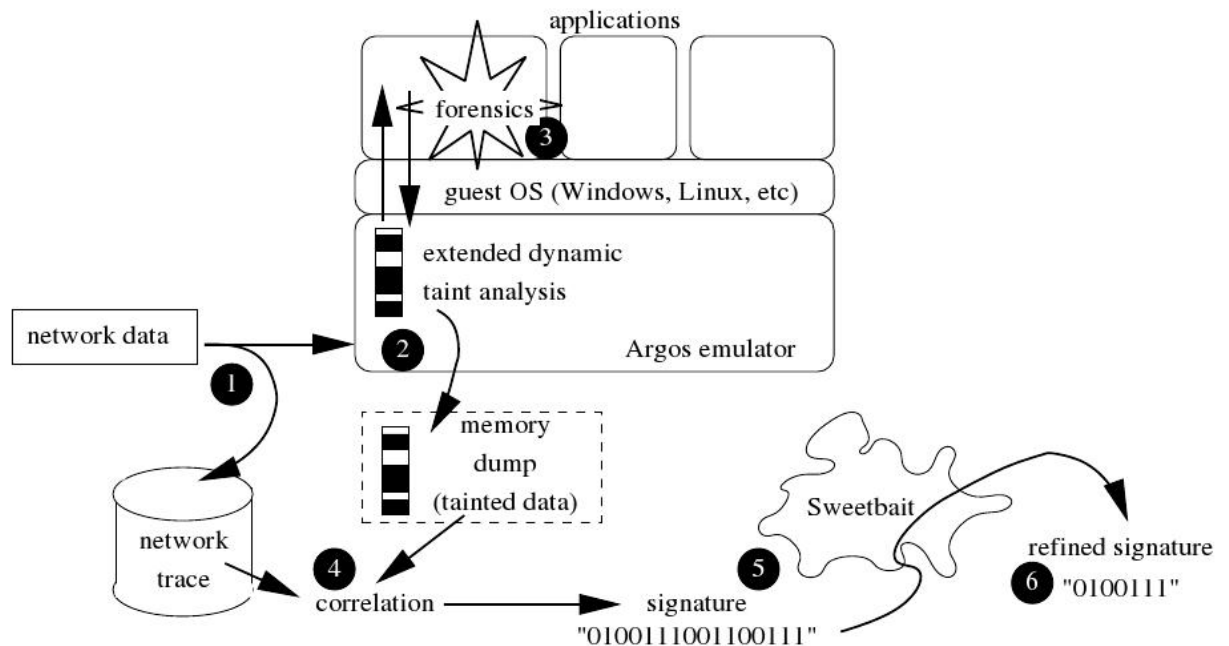 applications
forensics
3
guest OS (Windows, Linux, etc)
extended dynamic
taint analysis
network data
2
Argos emulator
1
memory
dump
(tainted data)
Sweetbait
network
trace
4
correlation
5
signature
"0100111001100111"
refined signature
6
"0100111"